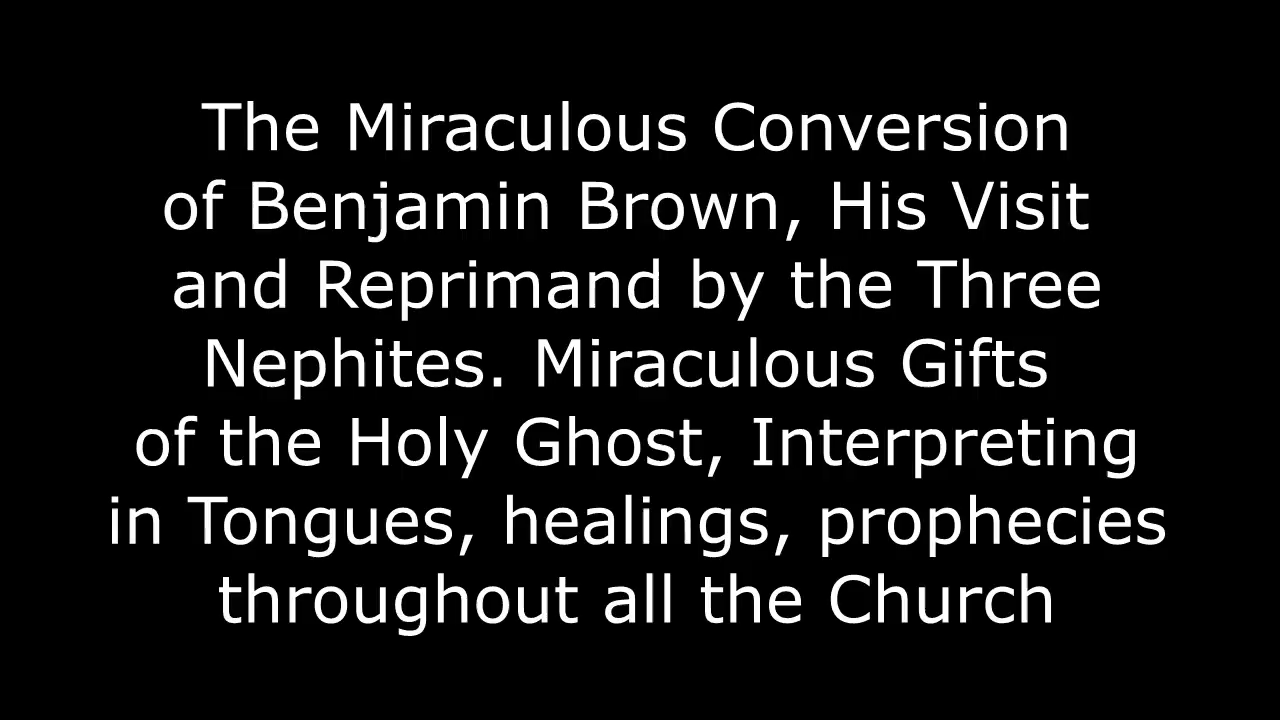 The Miraculous Conversion
of Benjamin Brown, His Visit
and Reprimand by the Three
Nephites. Miraculous Gifts
of the Holy Ghost, Interpreting
in Tongues, healings, prophecies
throughout all the Church